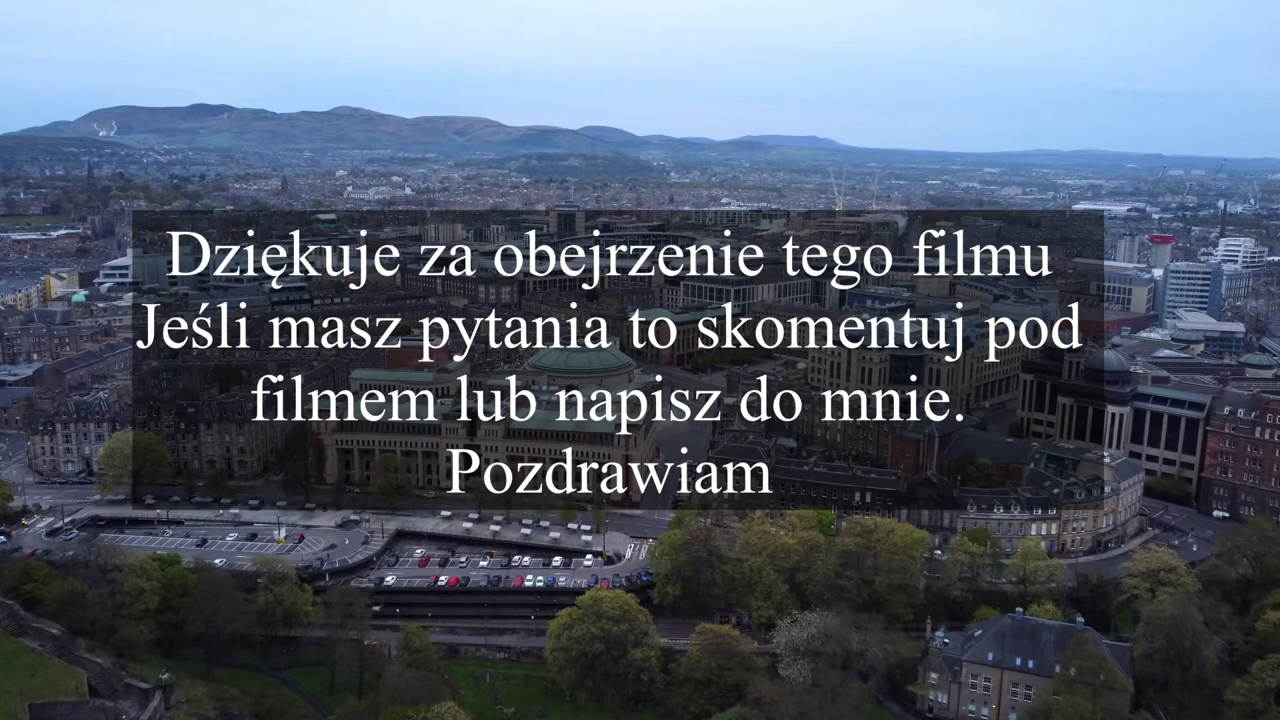 Dziękuje za obejrzenie tego filmu
Jeśli masz pytania to skomentuj pod
filmem lub napisz do mnie.
Pozdrawiam